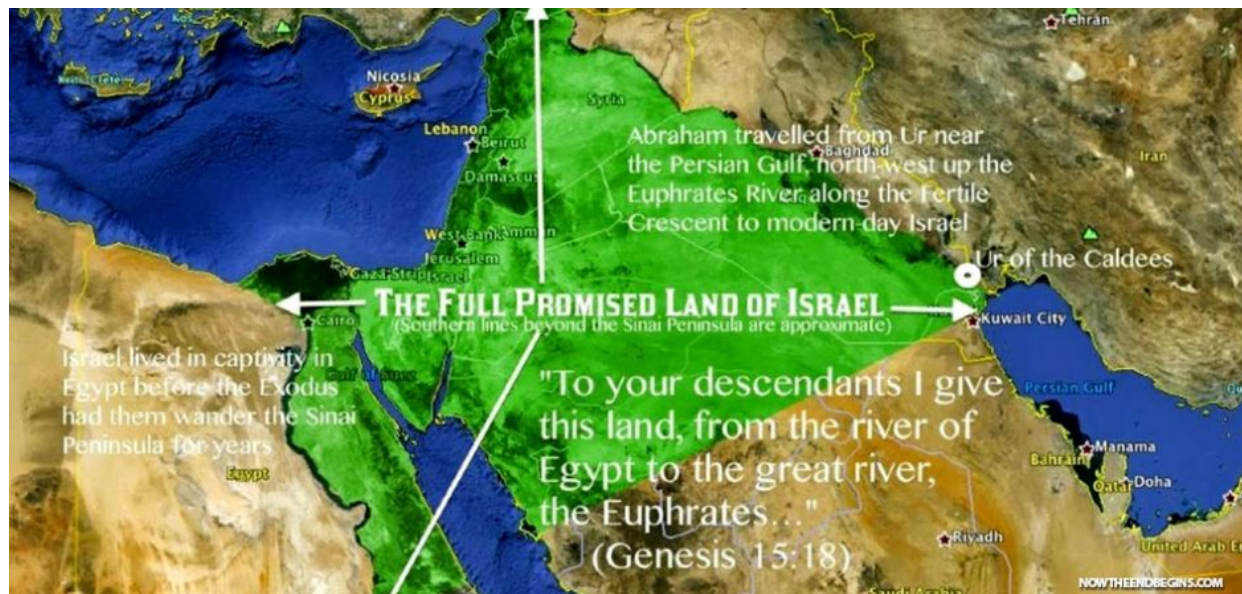 Tehran
Nicosia
Cyprus
Lebanon
Beirut
Syria
Damascus
Abraham travelled from Ur near
the Persian Gulf, north-west up the
Euphrates River along the Fertile
Crescent to modern-day Israel
Baghdad
Iran
West Bank
Amman
Jerusalem
Gaza Strip
Israel
Ur of the Caldees
THE FULL PROMISED LAND OF ISRAEL
(Southern lines beyond the Sinai Peninsula are approximate)
Cairo
Kuwait City
Israel lived in captivity in
Egypt before the Exodus
had them wander the Sinai
Peninsula for years
Gulf of Suez
Egypt
"To your descendants I give
this land, from the river of
Egypt to the great river,
the Euphrates..."
(Genesis 15:18)
Persian Gulf
Manama
Bahrain
Qatar
Doha
Riyadh
United Arab
Saudi Arabia
NOWTHEENDBEGINS.COM